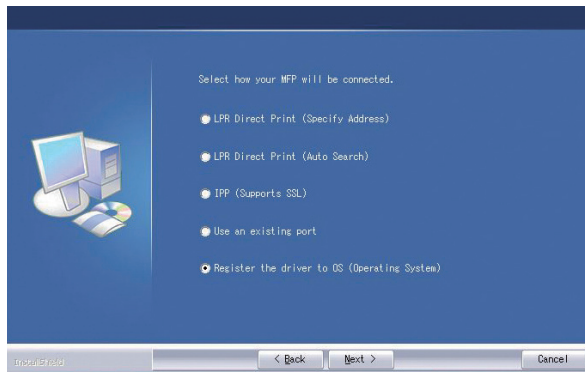 Select how your MFP will be connected.
LPR Direct Print (Specify Address)
LPR Direct Print (Auto Search)
IPP (Supports SSL)
Use an existing port
Register the driver to OS (Operating System)
InstallShield
< Back Next > Cancel